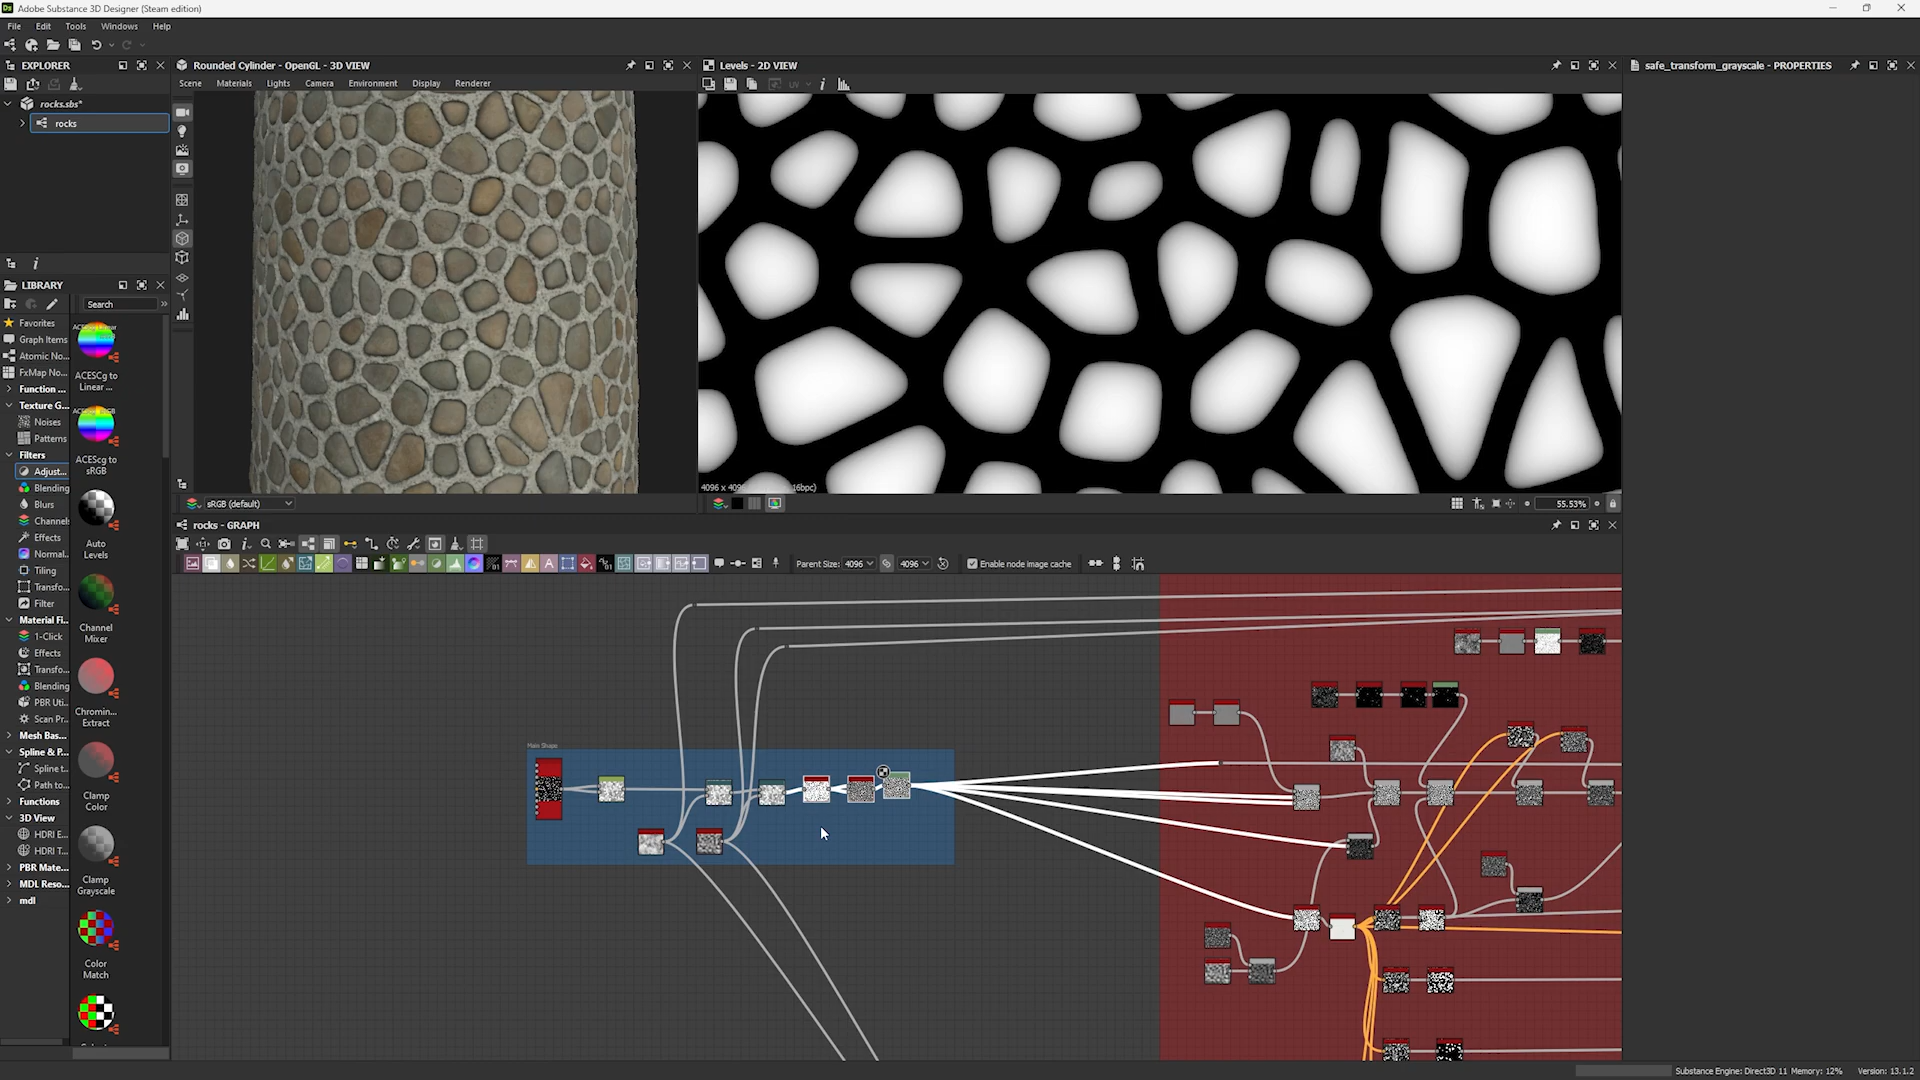 Adobe Substance 3D Designer (Steam edition)
File Edit Tools Windows Help
EXPLORER
rocks.sbs*
rocks
Rounded Cylinder - OpenGL - 3D VIEW
Scene Materials Lights Camera Environment Display Renderer
sRGB (default)
Levels - 2D VIEW
UV
4096 x 409
16bpc)
55.53%
safe_transform_grayscale - PROPERTIES
LIBRARY
Search
Favorites
Graph Items
Atomic No...
FxMap No...
Function ...
Texture G...
Noises
Patterns
Filters
Adjust...
Blending
Blurs
Channels
Effects
Normal...
Tiling
Transfo...
Filter
Material Fi...
1-Click
Effects
Transfo...
Blending
PBR Uti...
Scan Pr...
Mesh Bas...
Spline & P...
Spline t...
Path to...
Functions
3D View
HDRI E...
HDRI T...
PBR Mate...
MDL Reso...
mdl
ACESCg to
Linear ...
ACEScg to
sRGB
Auto
Levels
Channel
Mixer
Chromin...
Extract
Clamp
Color
Clamp
Grayscale
Color
Match
rocks - GRAPH
Parent Size: 4096 4096 Enable node image cache
Main Shape
Substance Engine: Direct3D 11 Memory: 12% Version: 13.1.2